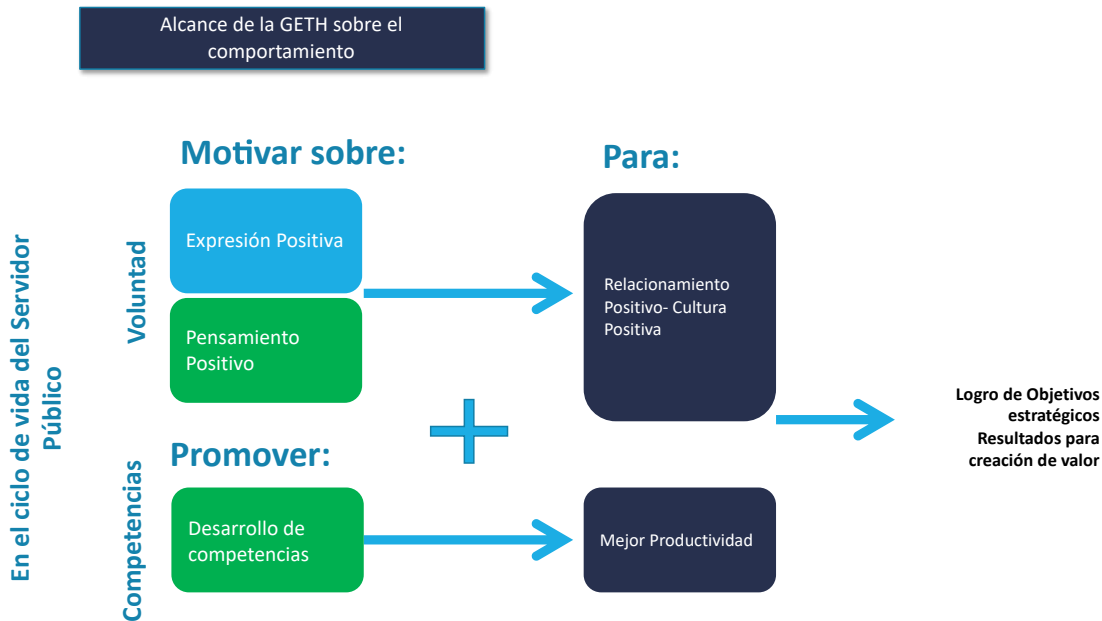 Alcance de la GETH sobre el
comportamiento
Motivar sobre:
Para:
En el ciclo de vida del Servidor
Público
Voluntad
Expresión Positiva
Pensamiento
Positivo
Relacionamiento
Positivo- Cultura
Positiva
Logro de Objetivos
estratégicos
Resultados para
creación de valor
Competencias
Promover:
Desarrollo de
competencias
Mejor Productividad